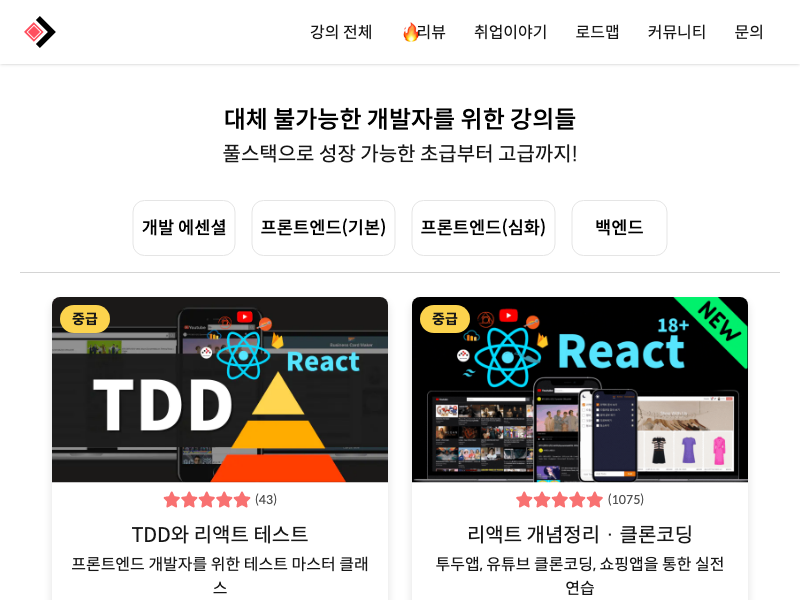 강의 전체 🔥리뷰 취업이야기 로드맵 커뮤니티 문의
대체 불가능한 개발자를 위한 강의들
풀스택으로 성장 가능한 초급부터 고급까지!
개발 에센셜 프론트엔드(기본) 프론트엔드(심화) 백엔드
중급
React
TDD
(43)
TDD와 리액트 테스트
프론트엔드 개발자를 위한 테스트 마스터 클래
스
중급
18+
NEW
React
(1075)
리액트 개념정리 · 클론코딩
투두앱, 유튜브 클론코딩, 쇼핑앱을 통한 실전
연습